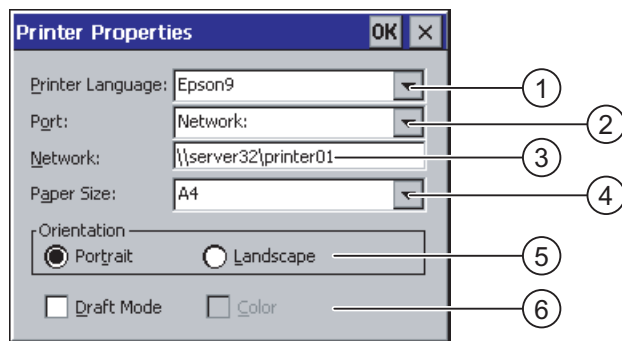 Printer Properties OK ×
Printer Language: Epson9 1
Port: Network: 2
Network: \\server32\printer01 3
Paper Size: A4 4
Orientation
Portrait Landscape 5
Draft Mode Color 6